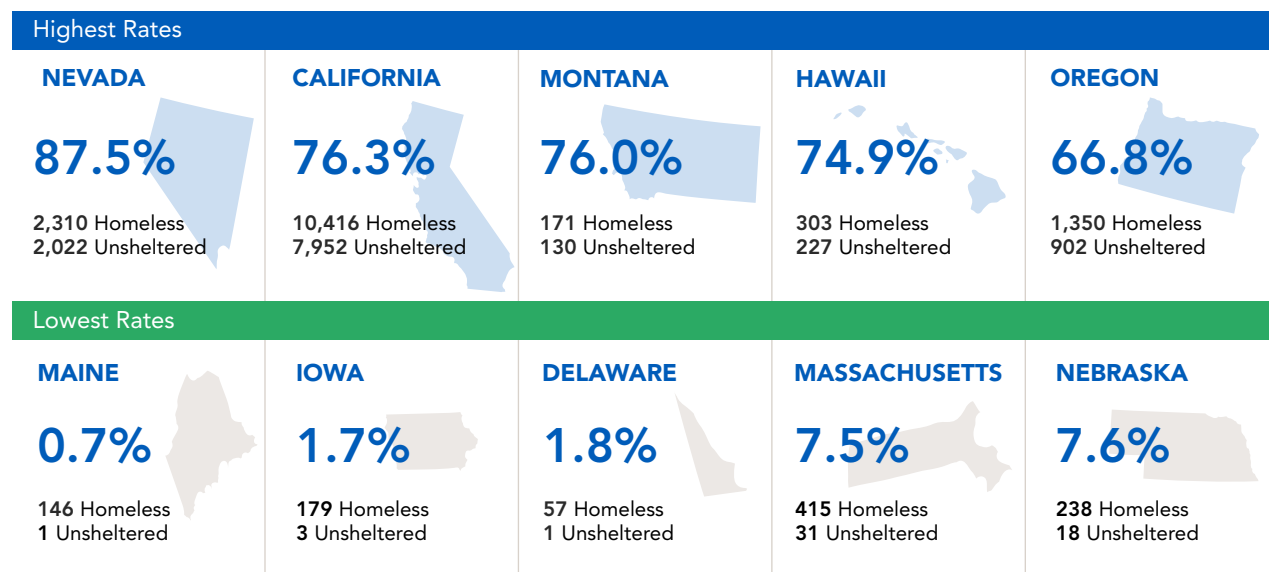 Highest Rates
NEVADA
87.5%
2,310 Homeless
2,022 Unsheltered
CALIFORNIA
76.3%
10,416 Homeless
7,952 Unsheltered
MONTANA
76.0%
171 Homeless
130 Unsheltered
HAWAII
74.9%
303 Homeless
227 Unsheltered
OREGON
66.8%
1,350 Homeless
902 Unsheltered
Lowest Rates
MAINE
0.7%
146 Homeless
1 Unsheltered
IOWA
1.7%
179 Homeless
3 Unsheltered
DELAWARE
1.8%
57 Homeless
1 Unsheltered
MASSACHUSETTS
7.5%
415 Homeless
31 Unsheltered
NEBRASKA
7.6%
238 Homeless
18 Unsheltered